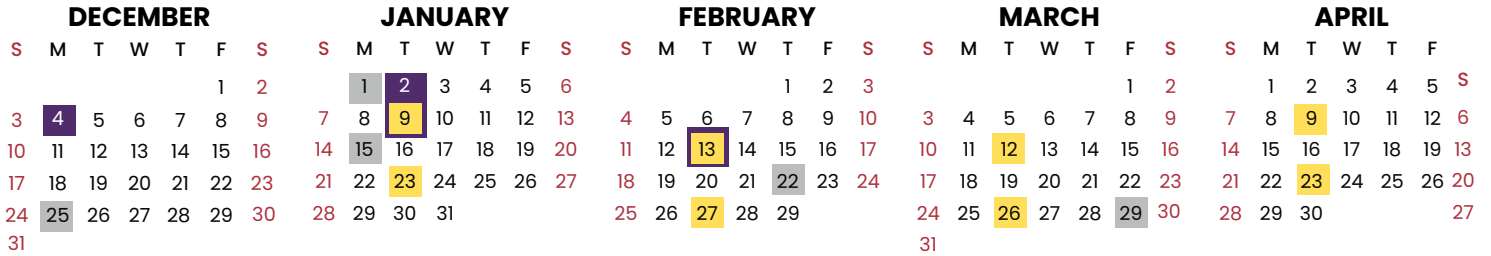 DECEMBER
S M T W T F S
1 2
3 4 5 6 7 8 9
10 11 12 13 14 15 16
17 18 19 20 21 22 23
24 25 26 27 28 29 30
31
JANUARY
S M T W T F S
1 2 3 4 5 6
7 8 9 10 11 12 13
14 15 16 17 18 19 20
21 22 23 24 25 26 27
28 29 30 31
FEBRUARY
S M T W T F S
1 2 3
4 5 6 7 8 9 10
11 12 13 14 15 16 17
18 19 20 21 22 23 24
25 26 27 28 29
MARCH
S M T W T F S
1 2
3 4 5 6 7 8 9
10 11 12 13 14 15 16
17 18 19 20 21 22 23
24 25 26 27 28 29 30
31
APRIL
S M T W T F S
1 2 3 4 5 6
7 8 9 10 11 12 13
14 15 16 17 18 19 20
21 22 23 24 25 26 27
28 29 30